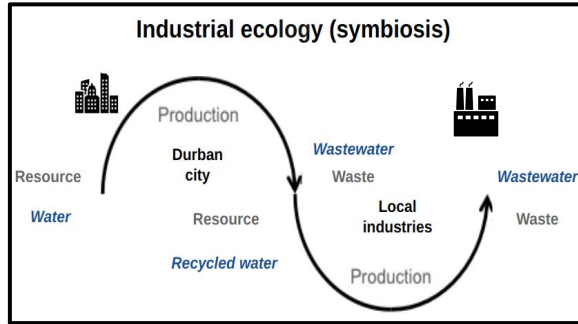 Industrial ecology (symbiosis)
Production
Durban
city
Wastewater
Resource
Waste
Wastewater
Water
Resource
Local
industries
Waste
Recycled water
Production